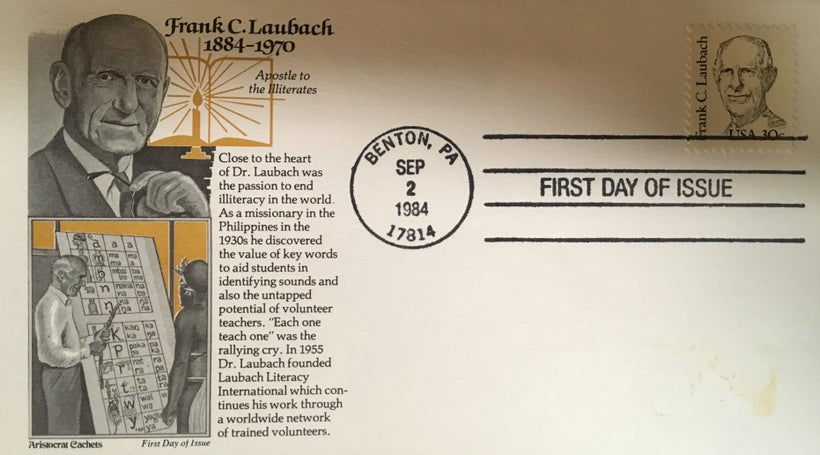 Frank C. Laubach
1884-1970
Apostle to
the Illiterates
Close to the heart
of Dr. Laubach was
the passion to end
illiteracy in the world.
As a missionary in the
Philippines in the
1930s he discovered
the value of key words
to aid students in
identifying sounds and
also the untapped
potential of volunteer
teachers. "Each one
teach one" was the
rallying cry. In 1955
Dr. Laubach founded
Laubach Literacy
International which con-
tinues his work through
a worldwide network
of trained volunteers.
Aristocrat Cachets
First Day of Issue
BENTON, PA
SEP
2
1984
17814
FIRST DAY OF ISSUE
Frank C. Laubach
USA 30c